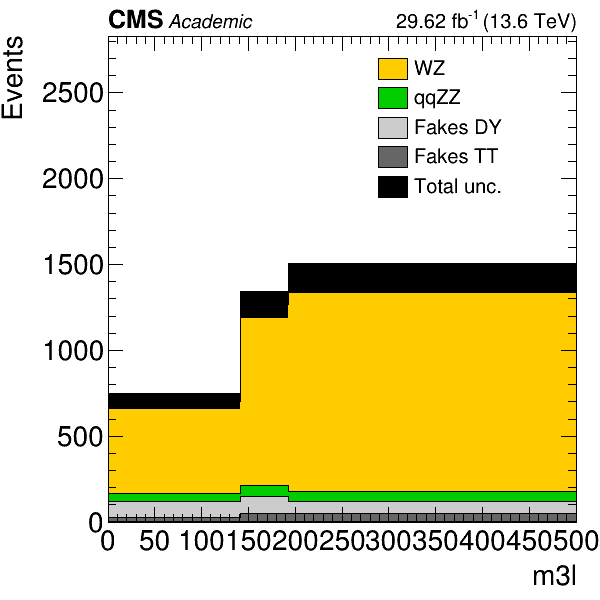 CMS Academic 29.62 fb-1 (13.6 TeV)
Events
WZ
qqZZ
Fakes DY
Fakes TT
Total unc.
2500
2000
1500
1000
500
0
0 50 100150200250300350400450500
m3l